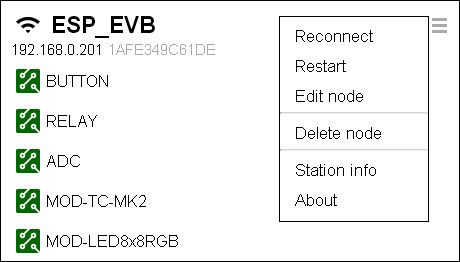 ESP_EVB
192.168.0.201 1AFE349C61DE
BUTTON
RELAY
ADC
MOD-TC-MK2
MOD-LED8x8RGB
Reconnect
Restart
Edit node
Delete node
Station info
About